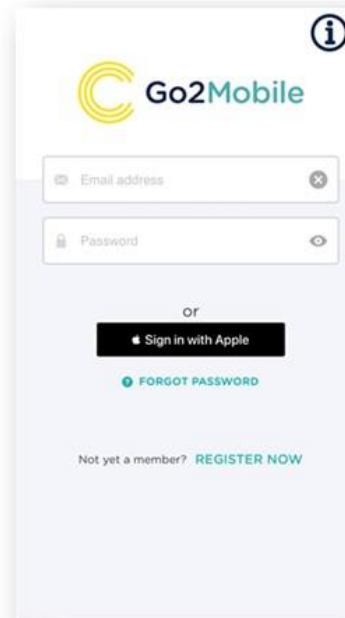 Go2Mobile
Email address
Password
or
Sign in with Apple
? FORGOT PASSWORD
Not yet a member? REGISTER NOW